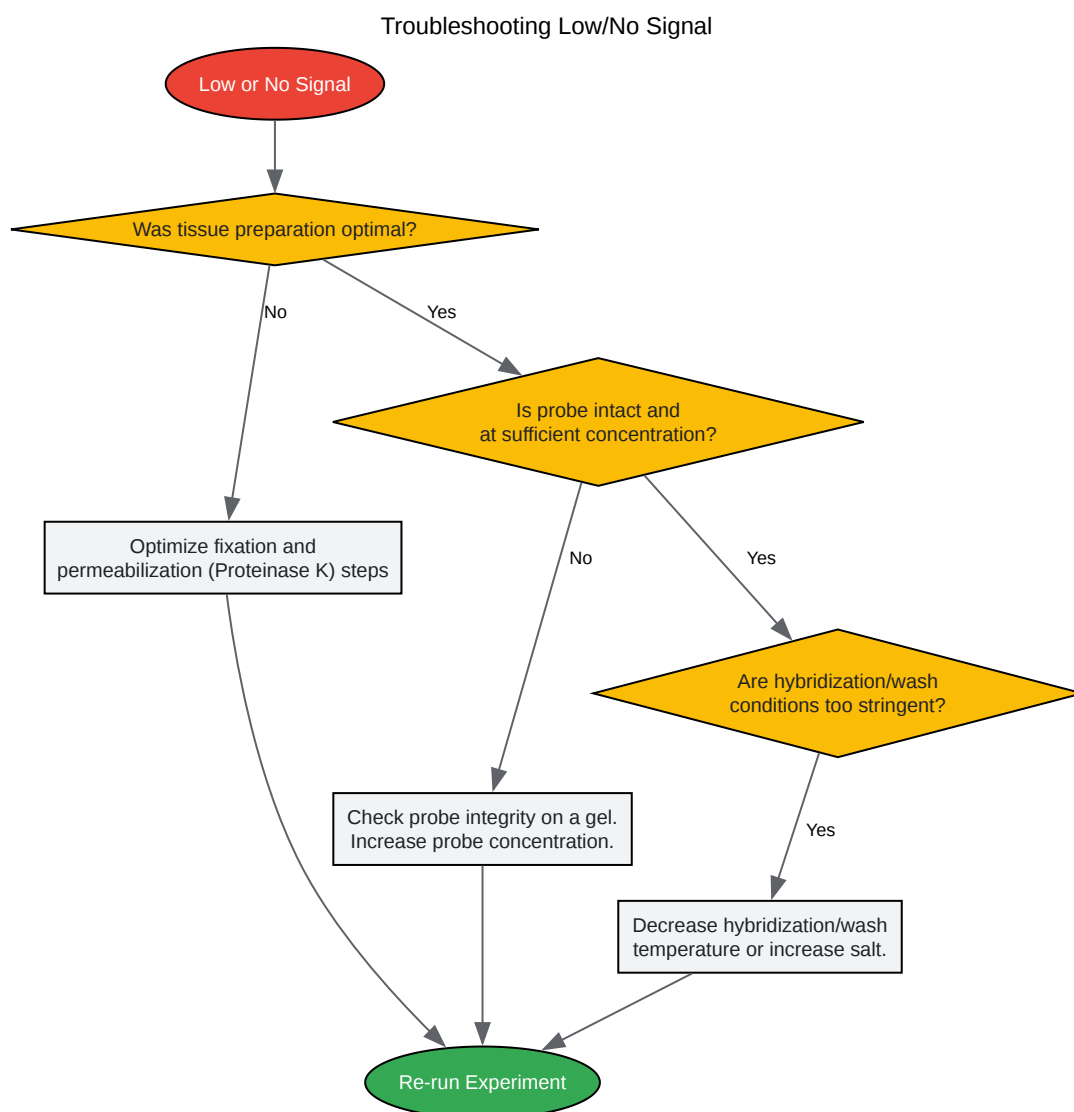 Troubleshooting Low/No Signal
Low or No Signal
Was tissue preparation optimal?
No
Yes
Is probe intact and
at sufficient concentration?
Optimize fixation and
permeabilization (Proteinase K) steps
No
Yes
Are hybridization/wash
conditions too stringent?
Check probe integrity on a gel.
Increase probe concentration.
Yes
Decrease hybridization/wash
temperature or increase salt.
Re-run Experiment